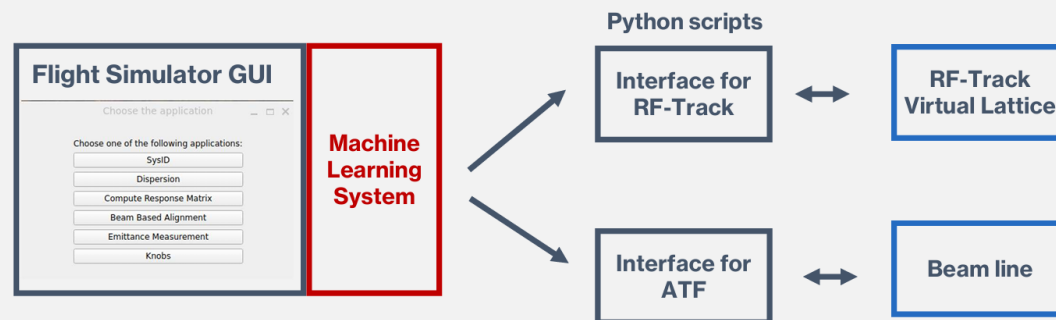 Python scripts
Flight Simulator GUI
Choose the application
Choose one of the following applications:
SysID
Dispersion
Compute Response Matrix
Beam Based Alignment
Emittance Measurement
Knobs
Machine
Learning
System
Interface for
RF-Track
RF-Track
Virtual Lattice
Interface for
ATF
Beam line